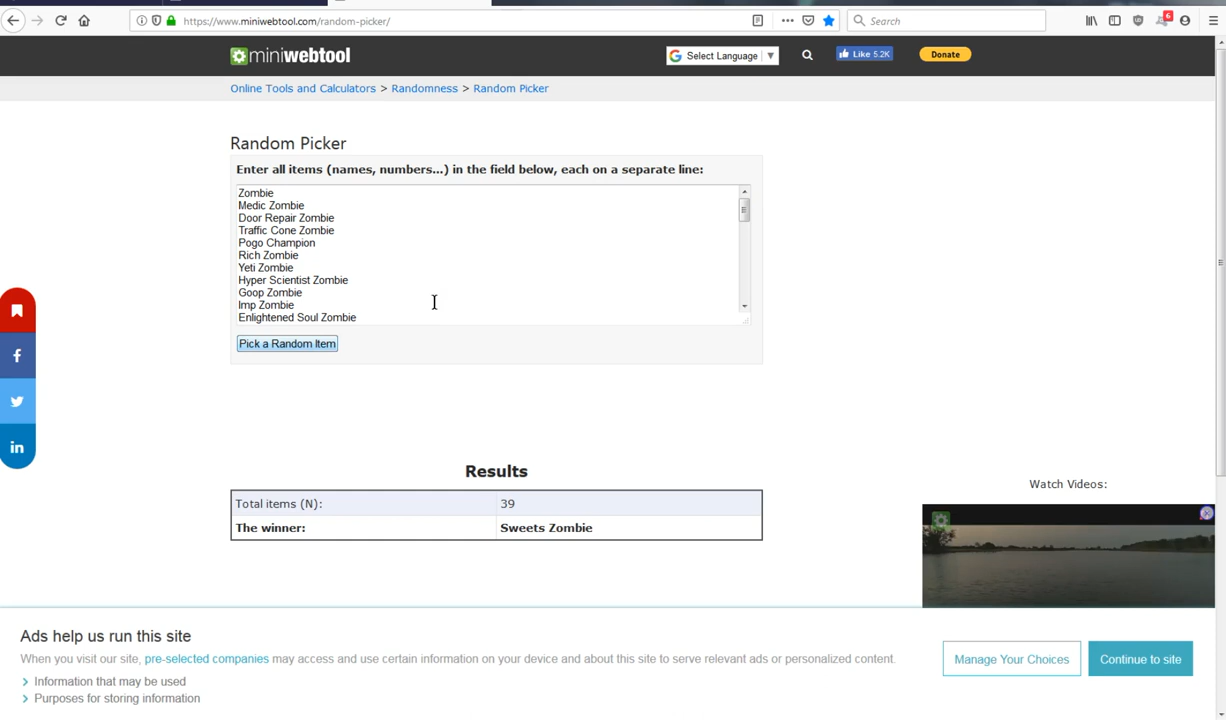 https://www.miniwebtool.com/random-picker/
Search
6
miniwebtool
Select Language
Like 5.2K
Donate
Online Tools and Calculators > Randomness > Random Picker
Random Picker
Enter all items (names, numbers...) in the field below, each on a separate line:
Zombie
Medic Zombie
Door Repair Zombie
Traffic Cone Zombie
Pogo Champion
Rich Zombie
Yeti Zombie
Hyper Scientist Zombie
Goop Zombie
Imp Zombie
Enlightened Soul Zombie
Pick a Random Item
Results
Total items (N): 39
The winner: Sweets Zombie
Watch Videos:
Ads help us run this site
When you visit our site, pre-selected companies may access and use certain information on your device and about this site to serve relevant ads or personalized content.
Information that may be used
Purposes for storing information
Manage Your Choices
Continue to site